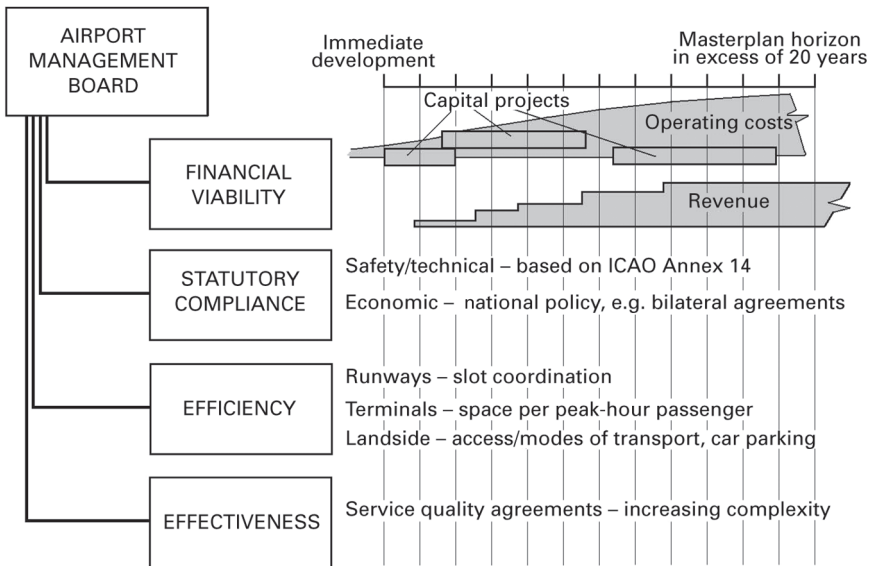 AIRPORT
MANAGEMENT
BOARD
Immediate
development
Masterplan horizon
in excess of 20 years
Capital projects
Operating costs
Revenue
FINANCIAL
VIABILITY
STATUTORY
COMPLIANCE
Safety/technical – based on ICAO Annex 14
Economic – national policy, e.g. bilateral agreements
EFFICIENCY
Runways – slot coordination
Terminals – space per peak-hour passenger
Landside – access/modes of transport, car parking
EFFECTIVENESS
Service quality agreements – increasing complexity